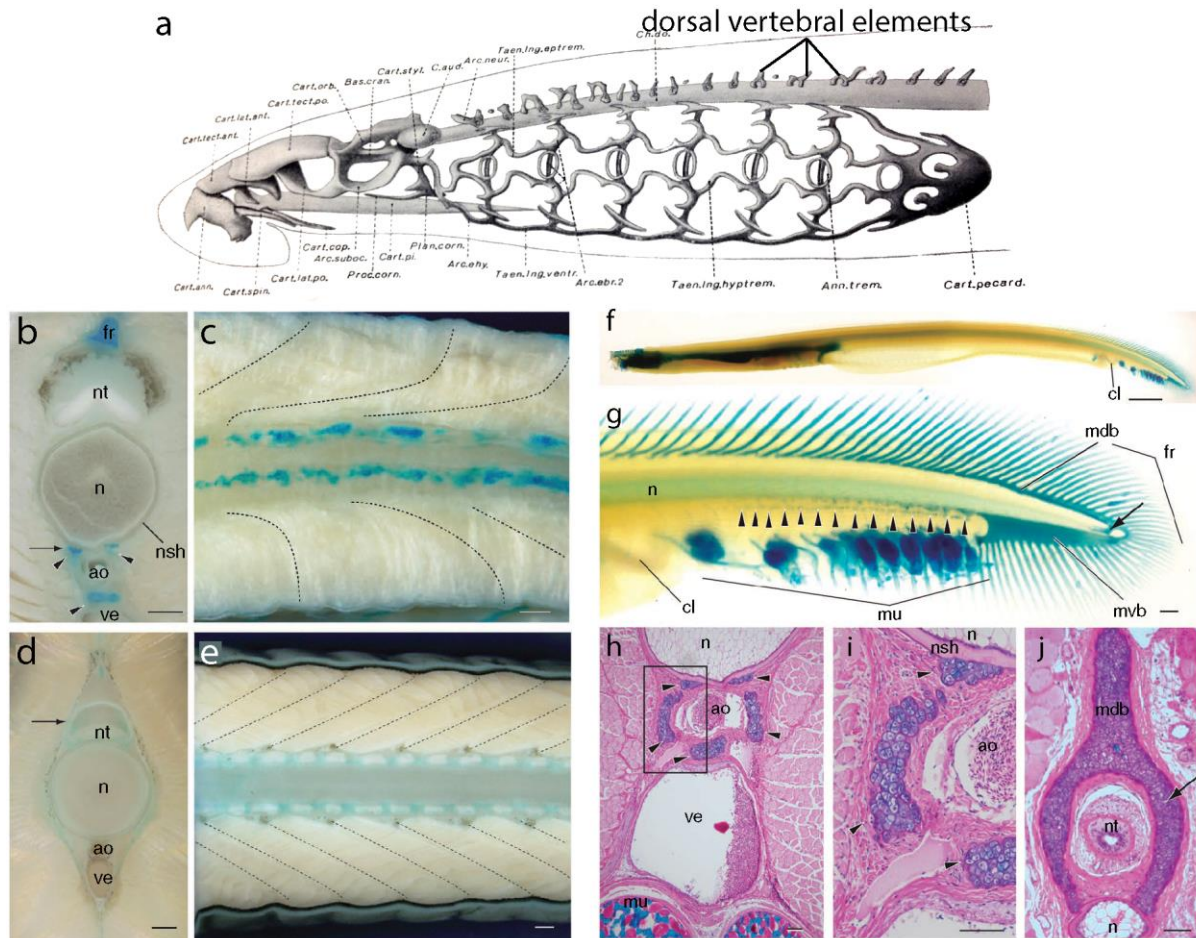 a
dorsal vertebral elements
Cart.tect.ant.
Cart.lat.ant.
Cart.tect.po.
Cart.orb.
Bas.cran.
Cart.styl.
C.aud.
Arc.neur.
Taen.lng.eptrem.
Ch.do.
Cart.ann.
Cart.spin.
Cart.lat.po.
Cart.cop.
Arc.suboc.
Proc.corn.
Cart.pi.
Plan.corn.
Arc.ehy.
Taen.lng.ventr.
Arc.ebr.2
Taen.lng.hyptrem.
Ann.trem.
Cart.pecard.
b
fr
nt
n
nsh
ao
ve
c
d
nt
n
ao
ve
e
f
cl
g
mdb
fr
n
cl
mu
mvb
h
n
ao
ve
mu
i
n
nsh
ao
j
mdb
nt
n